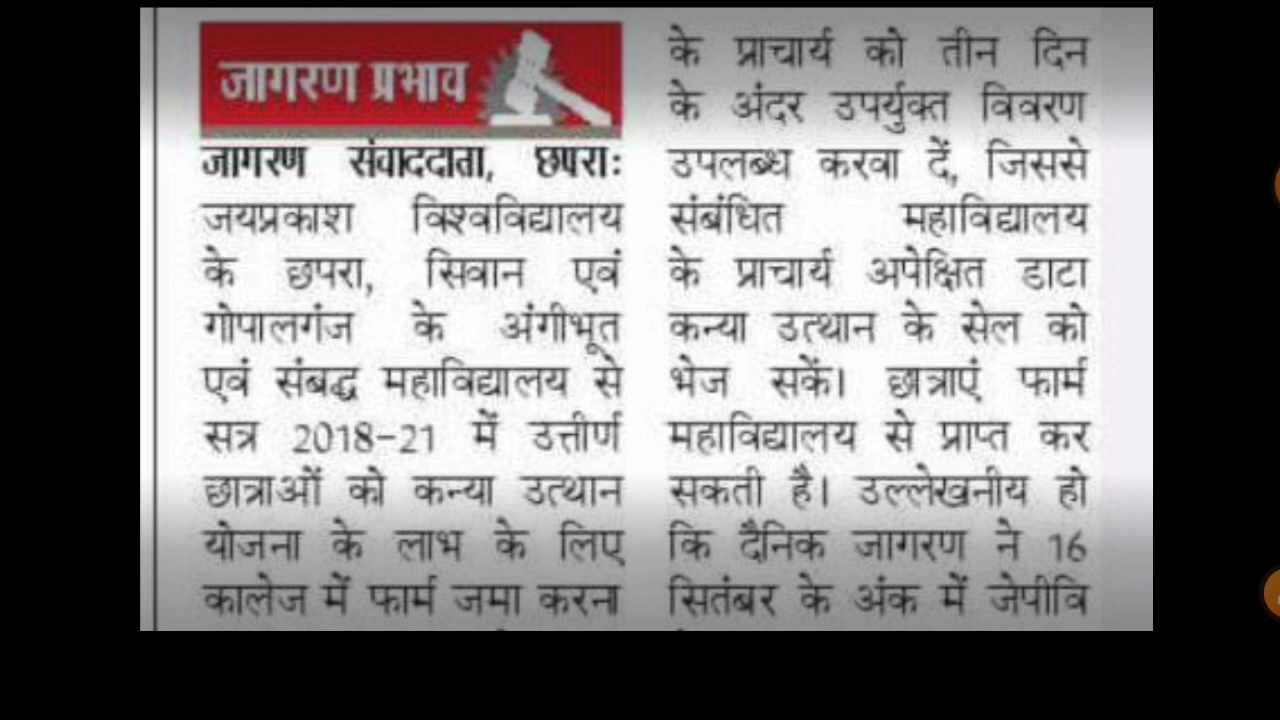 जागरण प्रभाव
जागरण संवाददाता, छपरा:
जयप्रकाश विश्वविद्यालय
के छपरा, सिवान एवं
गोपालगंज के अंगीभूत
एवं संबद्ध महाविद्यालय से
सत्र 2018-21 में उत्तीर्ण
छात्राओं को कन्या उत्थान
योजना के लाभ के लिए
कालेज में फार्म जमा करना
के प्राचार्य को तीन दिन
के अंदर उपर्युक्त विवरण
उपलब्ध करवा दें, जिससे
संबंधित महाविद्यालय
के प्राचार्य अपेक्षित डाटा
कन्या उत्थान के सेल को
भेज सकें। छात्राएं फार्म
महाविद्यालय से प्राप्त कर
सकती है। उल्लेखनीय हो
कि दैनिक जागरण ने 16
सितंबर के अंक में जेपीवि